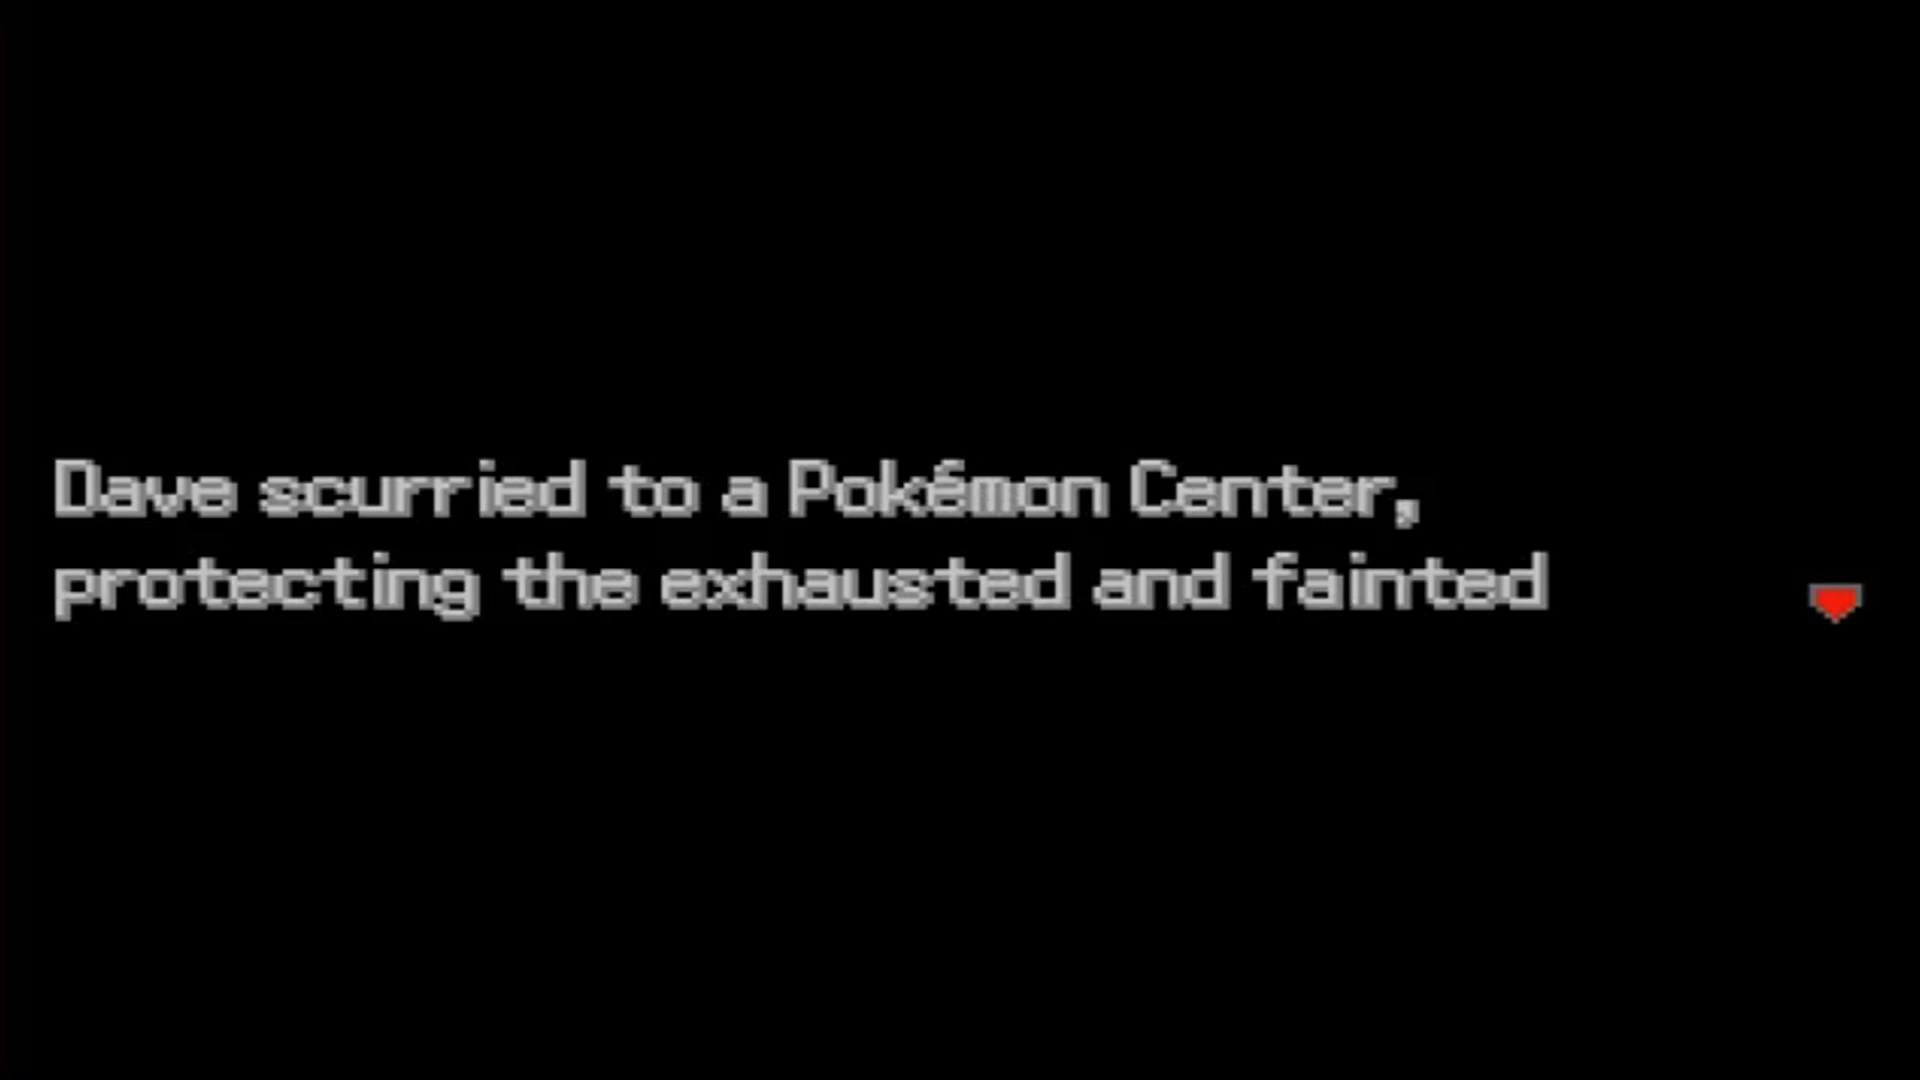 Dave scurried to a Pokémon Center,
protecting the exhausted and fainted